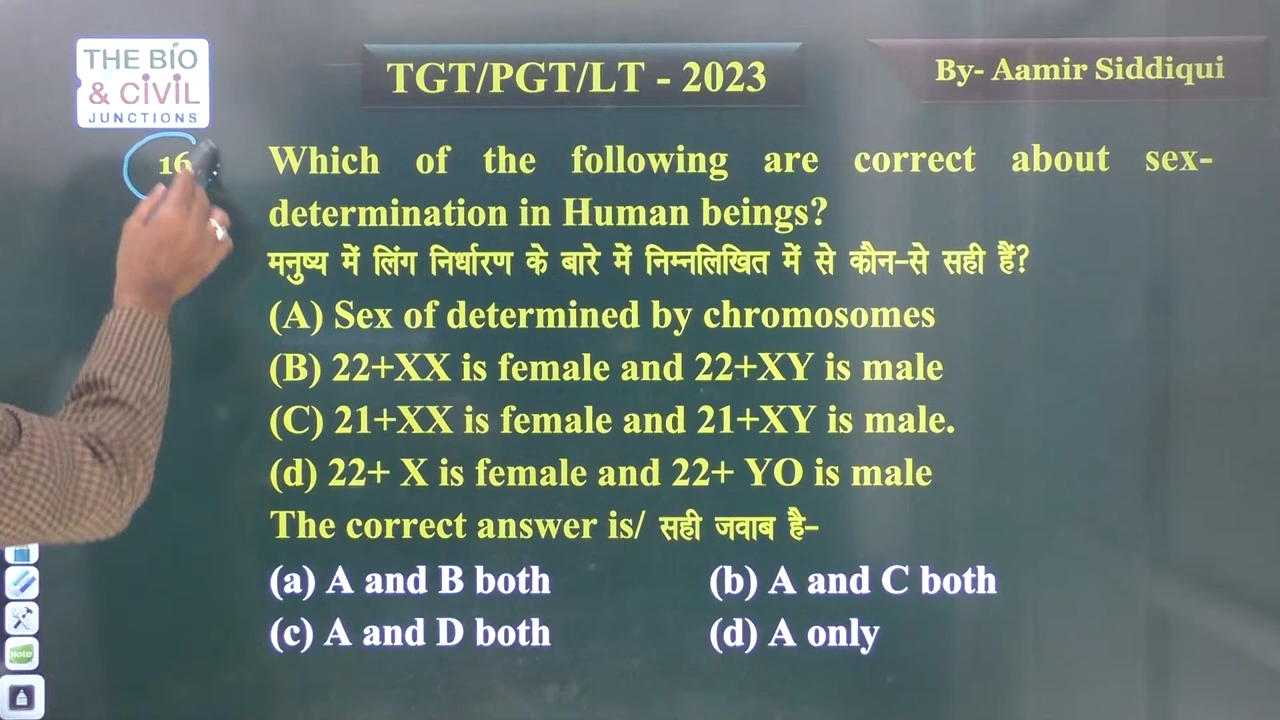 THE BIO
& CIVIL
JUNCTIONS
TGT/PGT/LT - 2023
By- Aamir Siddiqui
16
Which of the following are correct about sex-
determination in Human beings?
मनुष्य में लिंग निर्धारण के बारे में निम्नलिखित में से कौन-से सही हैं?
(A) Sex of determined by chromosomes
(B) 22+XX is female and 22+XY is male
(C) 21+XX is female and 21+XY is male.
(d) 22+ X is female and 22+ YO is male
The correct answer is/ सही जवाब है-
(a) A and B both (b) A and C both
(c) A and D both (d) A only
Note